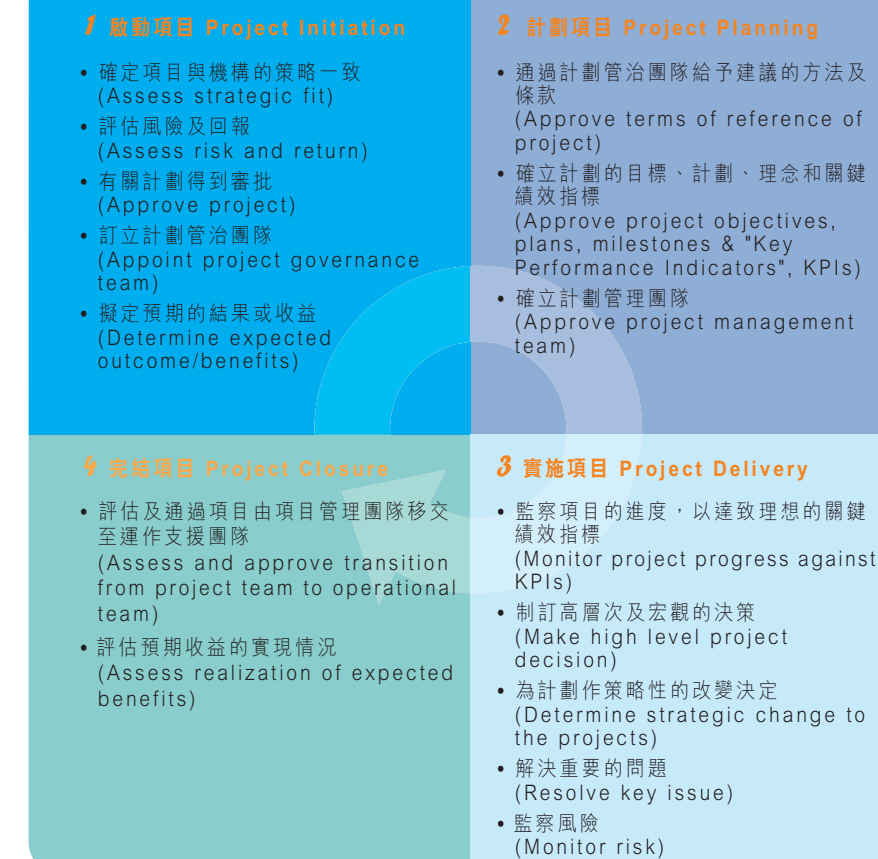 1 啟動項目 Project Initiation
• 確定項目與機構的策略一致
(Assess strategic fit)
• 評估風險及回報
(Assess risk and return)
• 有關計劃得到審批
(Approve project)
• 訂立計劃管治團隊
(Appoint project governance
team)
• 擬定預期的結果或收益
(Determine expected
outcome/benefits)
2 計劃項目 Project Planning
• 通過計劃管治團隊給予建議的方法及
條款
(Approve terms of reference of
project)
• 確立計劃的目標、計劃、理念和關鍵
績效指標
(Approve project objectives,
plans, milestones & "Key
Performance Indicators", KPIs)
• 確立計劃管理團隊
(Approve project management
team)
3 實施項目 Project Delivery
• 監察項目的進度，以達致理想的關鍵
績效指標
(Monitor project progress against
KPIs)
• 制訂高層次及宏觀的決策
(Make high level project
decision)
• 為計劃作策略性的改變決定
(Determine strategic change to
the projects)
• 解決重要的問題
(Resolve key issue)
• 監察風險
(Monitor risk)
4 完結項目 Project Closure
• 評估及通過項目由項目管理團隊移交
至運作支援團隊
(Assess and approve transition
from project team to operational
team)
• 評估預期收益的實現情況
(Assess realization of expected
benefits)